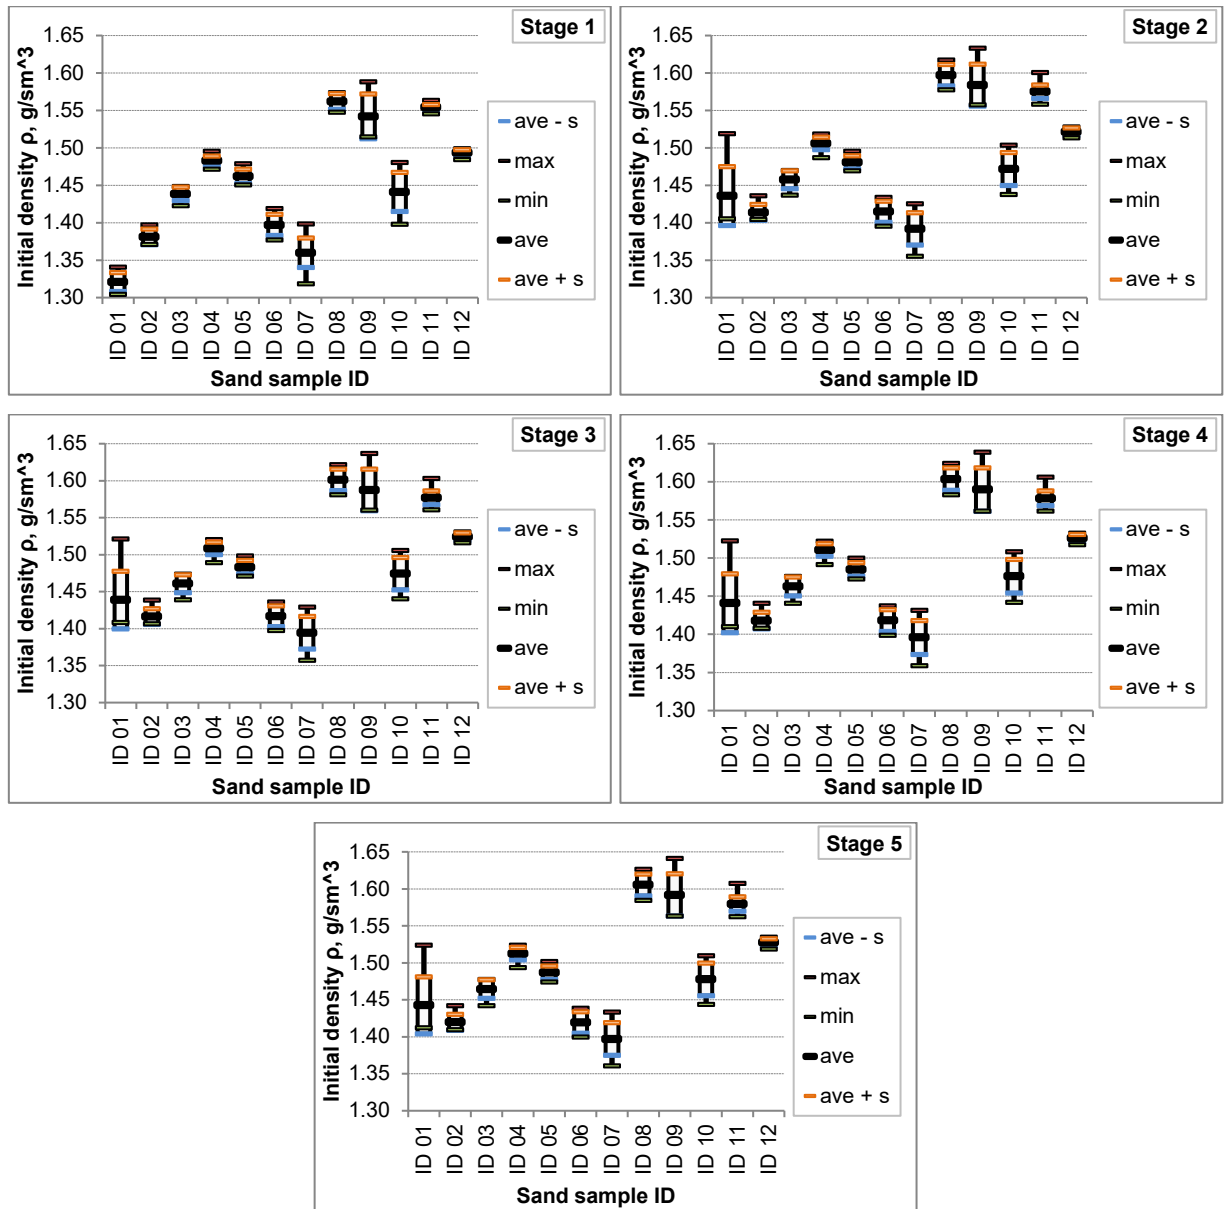 Stage 1
Initial density ρ, g/sm^3
1.65
1.60
1.55
1.50
1.45
1.40
1.35
1.30
ID 01
ID 02
ID 03
ID 04
ID 05
ID 06
ID 07
ID 08
ID 09
ID 10
ID 11
ID 12
Sand sample ID
ave - s
max
min
ave
ave + s
Stage 2
Initial density ρ, g/sm^3
1.65
1.60
1.55
1.50
1.45
1.40
1.35
1.30
ID 01
ID 02
ID 03
ID 04
ID 05
ID 06
ID 07
ID 08
ID 09
ID 10
ID 11
ID 12
Sand sample ID
ave - s
max
min
ave
ave + s
Stage 3
Initial density ρ, g/sm^3
1.65
1.60
1.55
1.50
1.45
1.40
1.35
1.30
ID 01
ID 02
ID 03
ID 04
ID 05
ID 06
ID 07
ID 08
ID 09
ID 10
ID 11
ID 12
Sand sample ID
ave - s
max
min
ave
ave + s
Stage 4
Initial density ρ, g/sm^3
1.65
1.60
1.55
1.50
1.45
1.40
1.35
1.30
ID 01
ID 02
ID 03
ID 04
ID 05
ID 06
ID 07
ID 08
ID 09
ID 10
ID 11
ID 12
Sand sample ID
ave - s
max
min
ave
ave + s
Stage 5
Initial density ρ, g/sm^3
1.65
1.60
1.55
1.50
1.45
1.40
1.35
1.30
ID 01
ID 02
ID 03
ID 04
ID 05
ID 06
ID 07
ID 08
ID 09
ID 10
ID 11
ID 12
Sand sample ID
ave - s
max
min
ave
ave + s